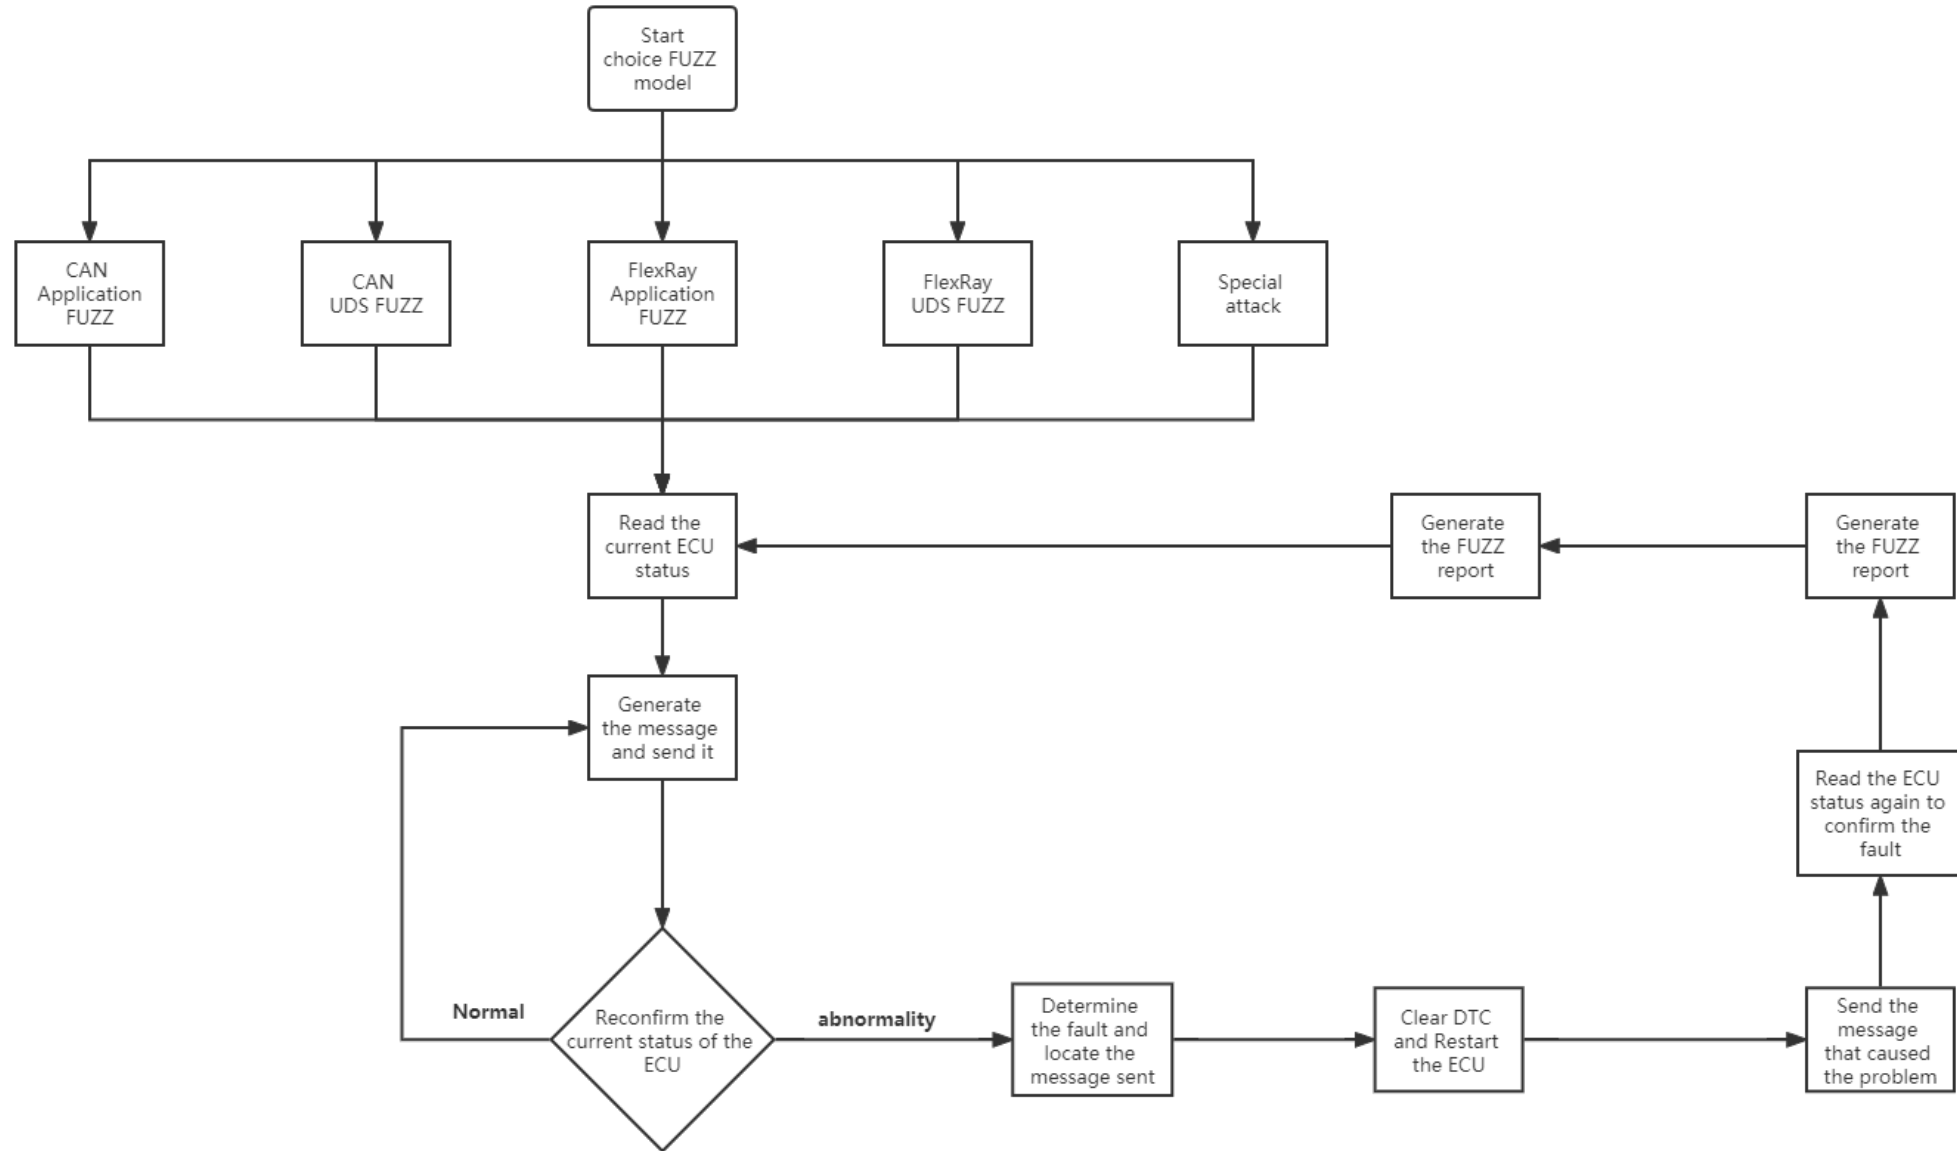 Start
choice FUZZ
model
CAN
Application
FUZZ
CAN
UDS FUZZ
FlexRay
Application
FUZZ
FlexRay
UDS FUZZ
Special
attack
Read the
current ECU
status
Generate
the FUZZ
report
Generate
the FUZZ
report
Generate
the message
and send it
Read the ECU
status again to
confirm the
fault
Normal
Reconfirm the
current status of the
ECU
abnormality
Determine
the fault and
locate the
message sent
Clear DTC
and Restart
the ECU
Send the
message
that caused
the problem